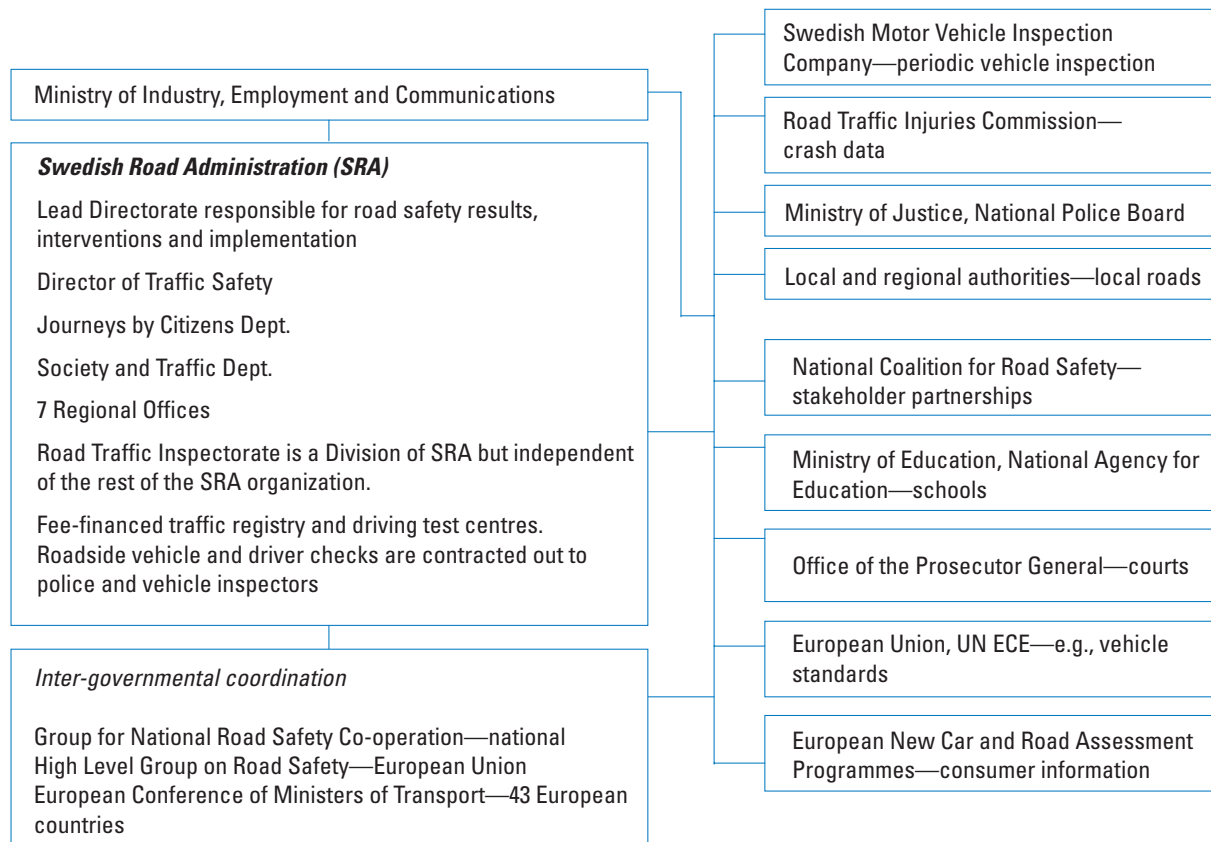 Ministry of Industry, Employment and Communications
Swedish Road Administration (SRA)
Lead Directorate responsible for road safety results,
interventions and implementation
Director of Traffic Safety
Journeys by Citizens Dept.
Society and Traffic Dept.
7 Regional Offices
Road Traffic Inspectorate is a Division of SRA but independent
of the rest of the SRA organization.
Fee-financed traffic registry and driving test centres.
Roadside vehicle and driver checks are contracted out to
police and vehicle inspectors
Inter-governmental coordination
Group for National Road Safety Co-operation—national
High Level Group on Road Safety—European Union
European Conference of Ministers of Transport—43 European
countries
Swedish Motor Vehicle Inspection
Company—periodic vehicle inspection
Road Traffic Injuries Commission—
crash data
Ministry of Justice, National Police Board
Local and regional authorities—local roads
National Coalition for Road Safety—
stakeholder partnerships
Ministry of Education, National Agency for
Education—schools
Office of the Prosecutor General—courts
European Union, UN ECE—e.g., vehicle
standards
European New Car and Road Assessment
Programmes—consumer information